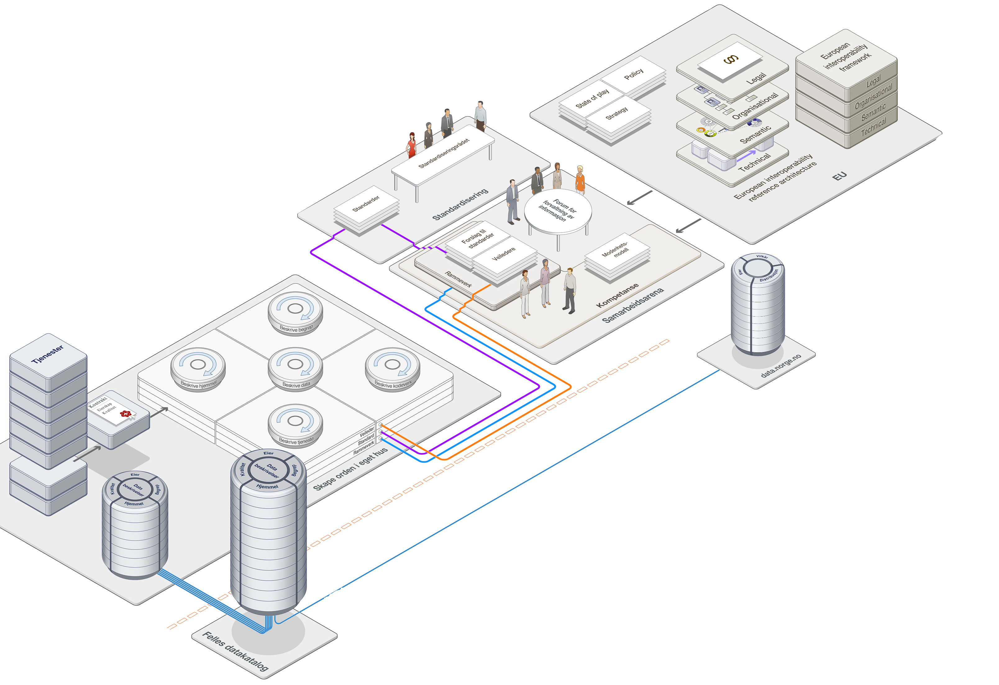 European
interoperability
framework
Legal
Organisational
Semantic
Technical
Legal
Organisational
Semantic
Technical
European interoperability
reference architecture
EU
Policy
State of play
Strategy
Standardiseringsrådet
Standarder
Standardisering
Forum for
forvaltning av
informasjon
Forslag til
standarder
Veiledere
Rammeverk
Modenhets-
modell
Kompetanse
Samarbeidsarena
Vilkår
Eier
Distribusjon
data.norge.no
Beskrive begrep
Beskrive hjemmel
Beskrive data
Beskrive kodeverk
Beskrive tjeneste
Veileder
Standard
Rammeverk
Skape orden i eget hus
Tjenester
Kontrakt
Eierskap
Kvalitet
Eier
Kvalitet
Data
beskrivelser
Begrep
Hjemmel
Eier
Kvalitet
Data
beskrivelser
Begrep
Hjemmel
Felles datakatalog